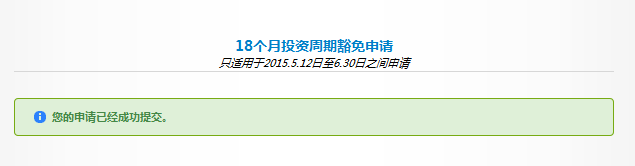 18个月投资周期豁免申请
只适用于2015.5.12日至6.30日之间申请
您的申请已经成功提交。